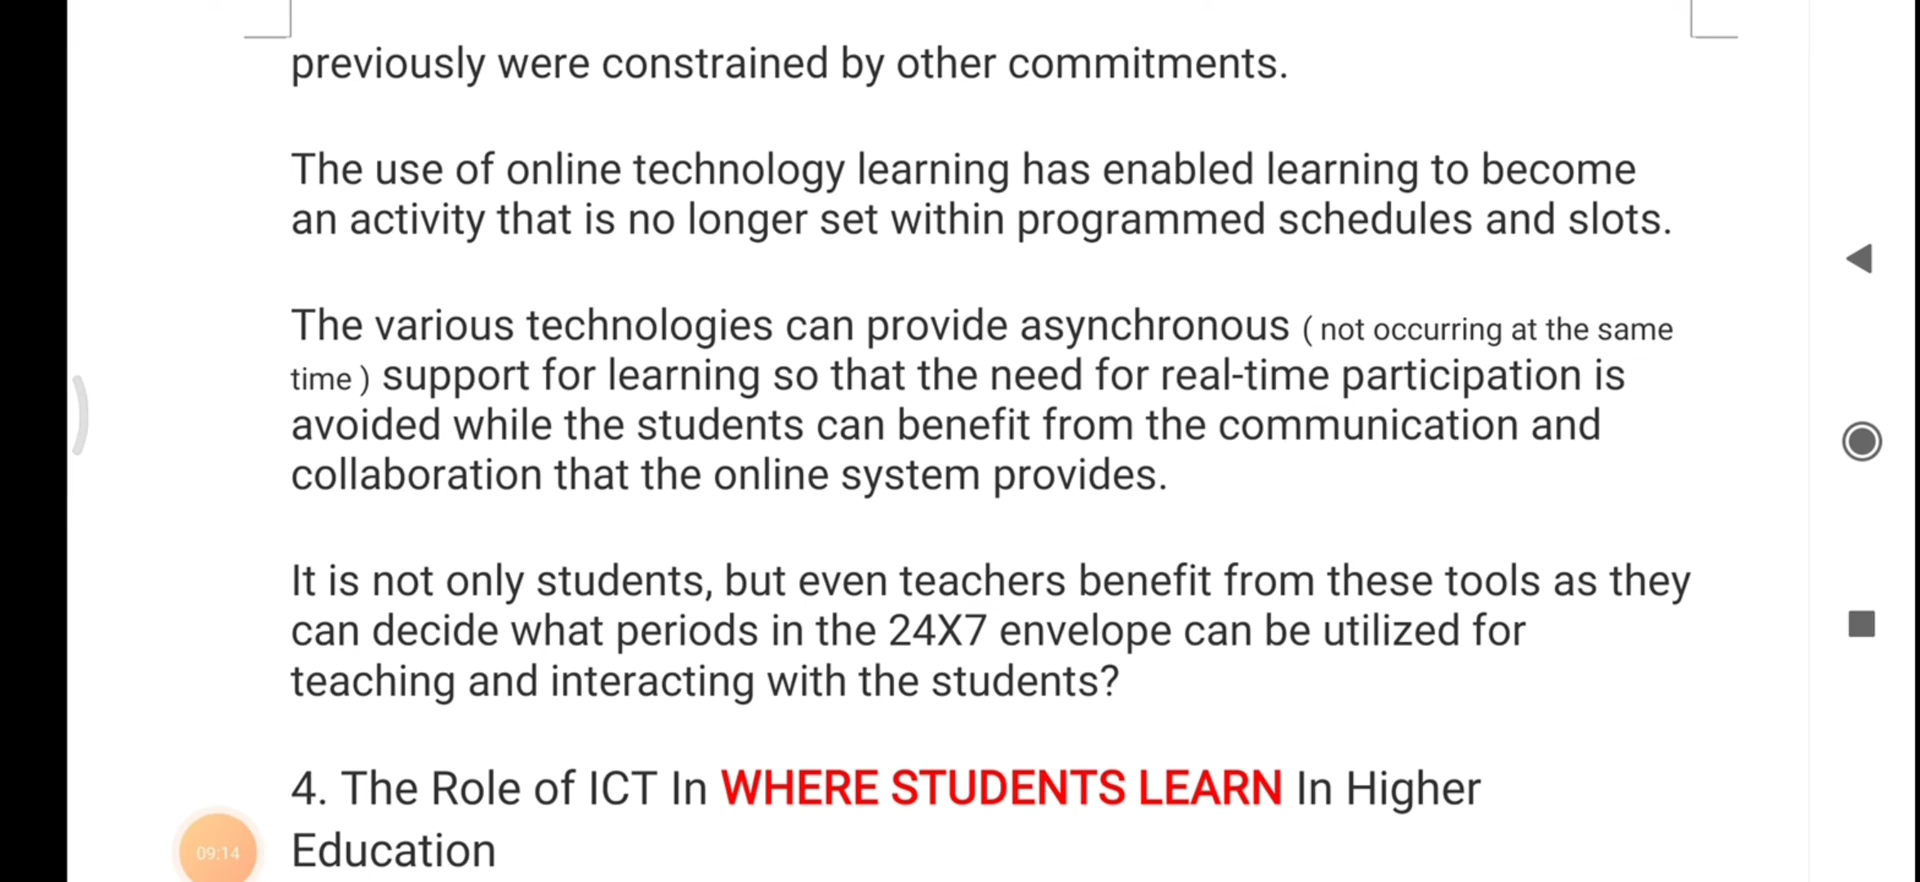 previously were constrained by other commitments.
The use of online technology learning has enabled learning to become
an activity that is no longer set within programmed schedules and slots.
The various technologies can provide asynchronous ( not occurring at the same
time ) support for learning so that the need for real-time participation is
avoided while the students can benefit from the communication and
collaboration that the online system provides.
It is not only students, but even teachers benefit from these tools as they
can decide what periods in the 24X7 envelope can be utilized for
teaching and interacting with the students?
4. The Role of ICT In WHERE STUDENTS LEARN In Higher
Education
09:14